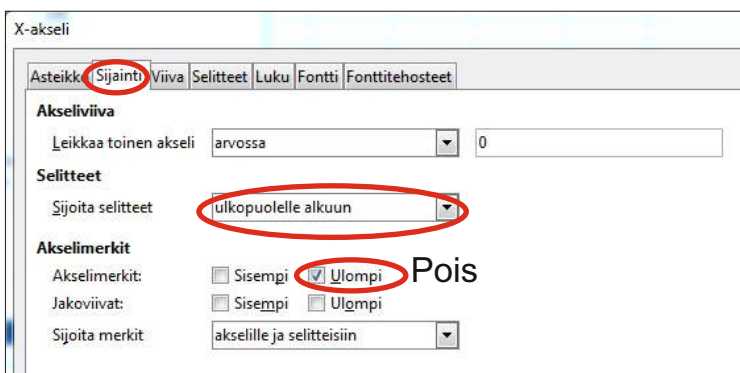 X-akseli
Asteikko Sijainti Viiva Selitteet Luku Fontti Fonttitehosteet
Akseliviiva
Leikkaa toinen akseli arvossa 0
Selitteet
Sijoita selitteet ulkopuolelle alkuun
Akselimerkit
Akselimerkit: Sisempi Ulompi Pois
Jakoviivat: Sisempi Ulompi
Sijoita merkit akselille ja selitteisiin